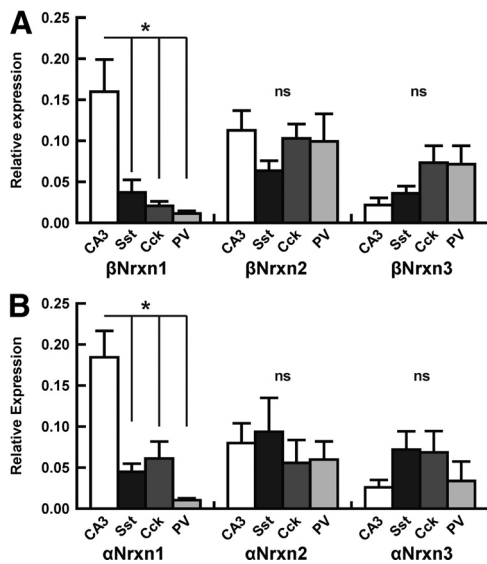 A
0.25
*
0.20
0.15
ns
ns
0.10
0.05
0.00
Relative expression
CA3 Sst Cck PV CA3 Sst Cck PV CA3 Sst Cck PV
βNrxn1 βNrxn2 βNrxn3
B
0.25
*
0.20
0.15
ns
ns
0.10
0.05
0.00
Relative Expression
CA3 Sst Cck PV CA3 Sst Cck PV CA3 Sst Cck PV
αNrxn1 αNrxn2 αNrxn3